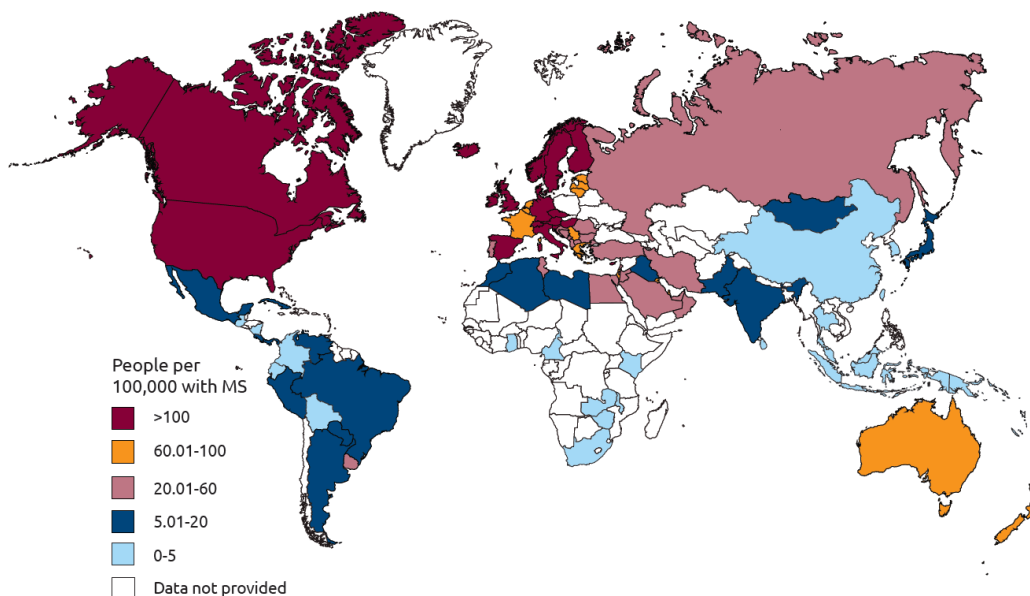 People per
100,000 with MS
>100
60.01-100
20.01-60
5.01-20
0-5
Data not provided